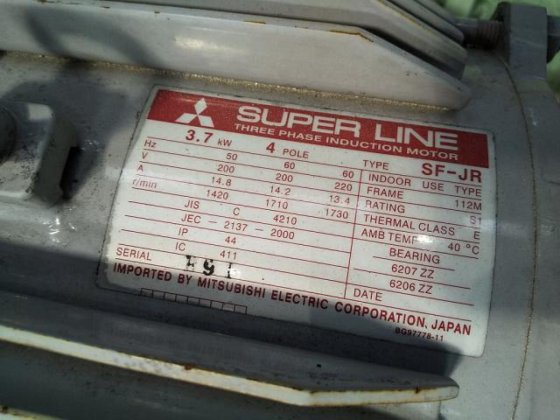 SUPER LINE
THREE PHASE INDUCTION MOTOR
3.7 kW 4 POLE TYPE SF-JR
Hz 50 60 60 INDOOR USE TYPE
V 200 200 220 FRAME 112M
A 14.8 14.2 13.4 RATING S1
r/min 1420 1710 1730 THERMAL CLASS E
JIS C 4210 AMB TEMP 40 °C
JEC - 2137 - 2000 BEARING
IP 44 6207 ZZ
IC 411 6206 ZZ
SERIAL DATE
IMPORTED BY MITSUBISHI ELECTRIC CORPORATION, JAPAN
BG97778-11